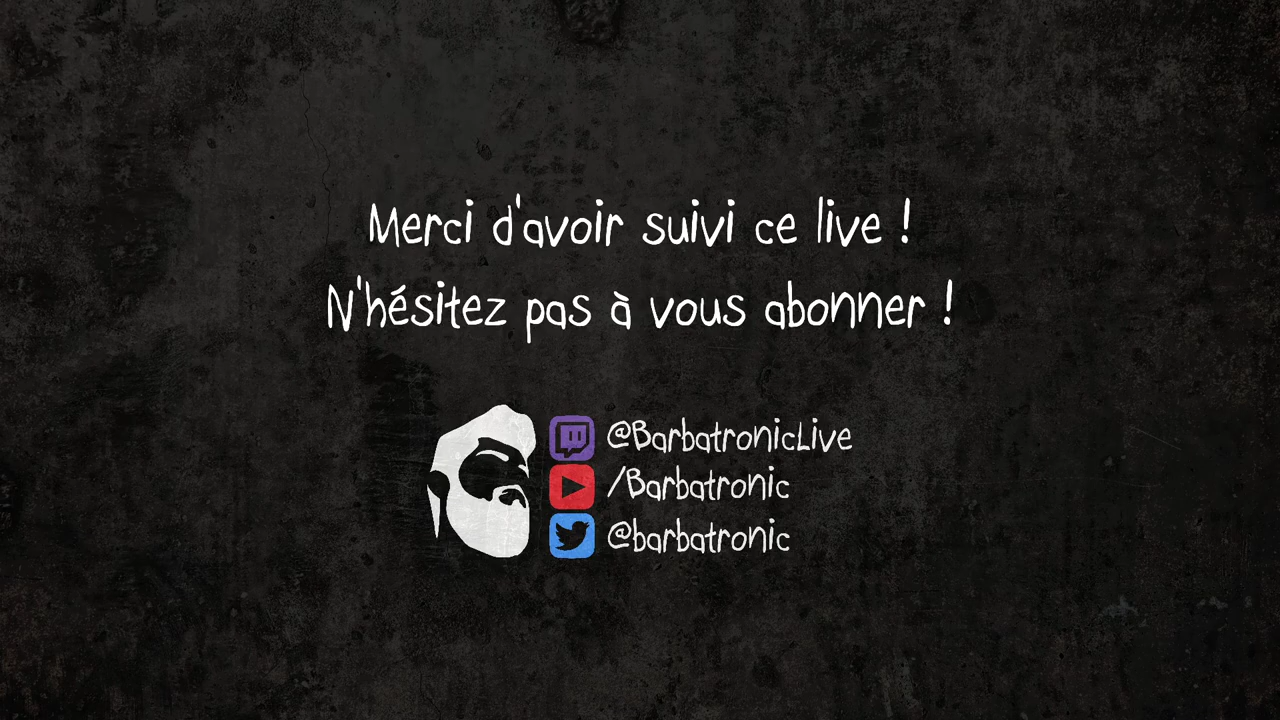 Merci d'avoir suivi ce live !
N'hésitez pas à vous abonner !
@BarbatronicLive
/Barbatronic
@barbatronic